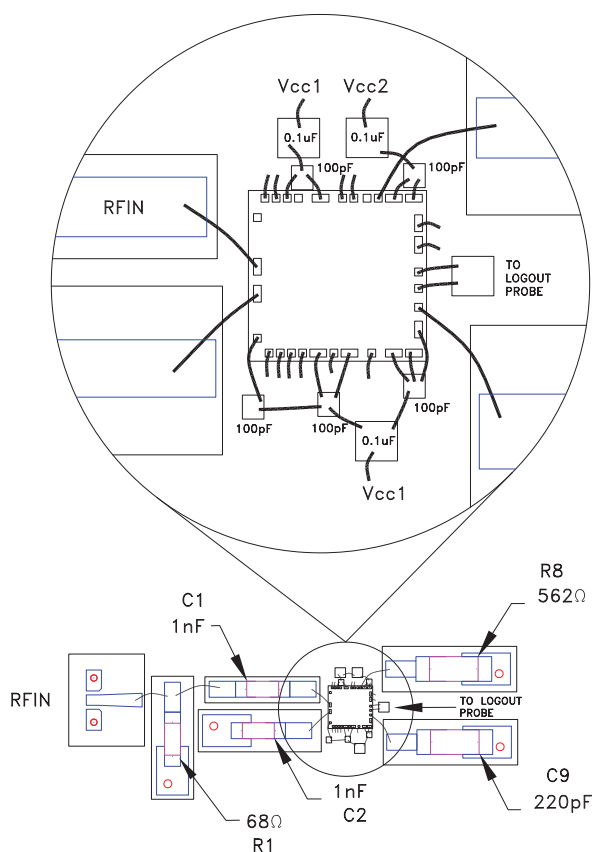 Vcc1
Vcc2
0.1uF
0.1uF
100pF
100pF
RFIN
TO
LOGOUT
PROBE
100pF
100pF
100pF
0.1uF
Vcc1
R8
562Ω
C1
1nF
RFIN
TO LOGOUT
PROBE
1nF
C2
C9
220pF
68Ω
R1